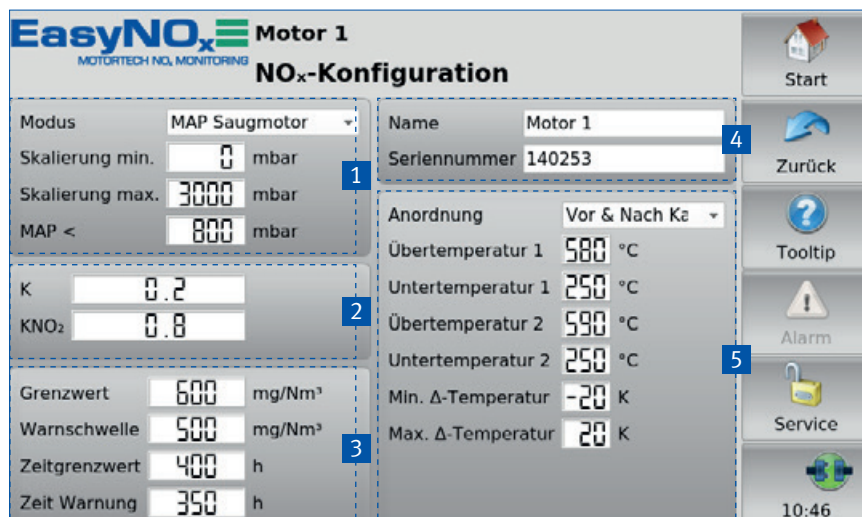 EasyNOₓ
MOTORTECH NOₓ MONITORING
Motor 1
NOₓ-Konfiguration
Modus MAP Saugmotor
Skalierung min. 0 mbar
Skalierung max. 3000 mbar
MAP < 800 mbar
1
K 0.2
KNO₂ 0.8
2
Grenzwert 600 mg/Nm³
Warnschwelle 500 mg/Nm³
Zeitgrenzwert 400 h
Zeit Warnung 350 h
3
Name Motor 1
Seriennummer 140253
4
Anordnung Vor & Nach Ka
Übertemperatur 1 580 °C
Untertemperatur 1 250 °C
Übertemperatur 2 590 °C
Untertemperatur 2 250 °C
Min. Δ-Temperatur -20 K
Max. Δ-Temperatur 20 K
5
Start
Zurück
Tooltip
Alarm
Service
10:46